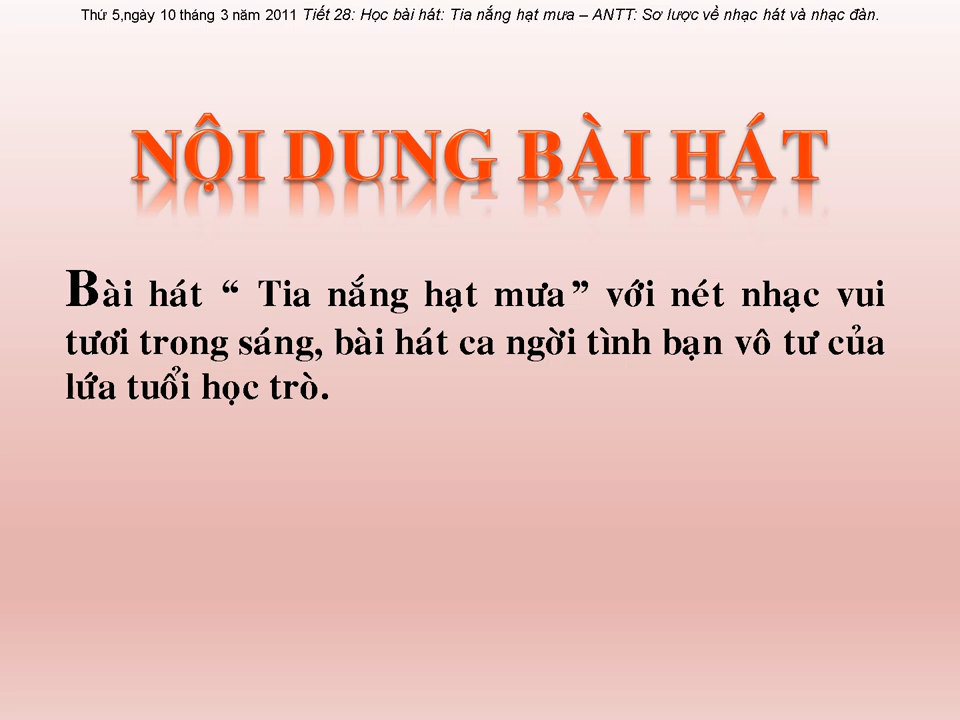 Thứ 5,ngày 10 tháng 3 năm 2011 Tiết 28: Học bài hát: Tia nắng hạt mưa – ANTT: Sơ lược về nhạc hát và nhạc đàn.
NỘI DUNG BÀI HÁT
Bài hát “ Tia nắng hạt mưa” với nét nhạc vui
tươi trong sáng, bài hát ca ngời tình bạn vô tư của
lứa tuổi học trò.